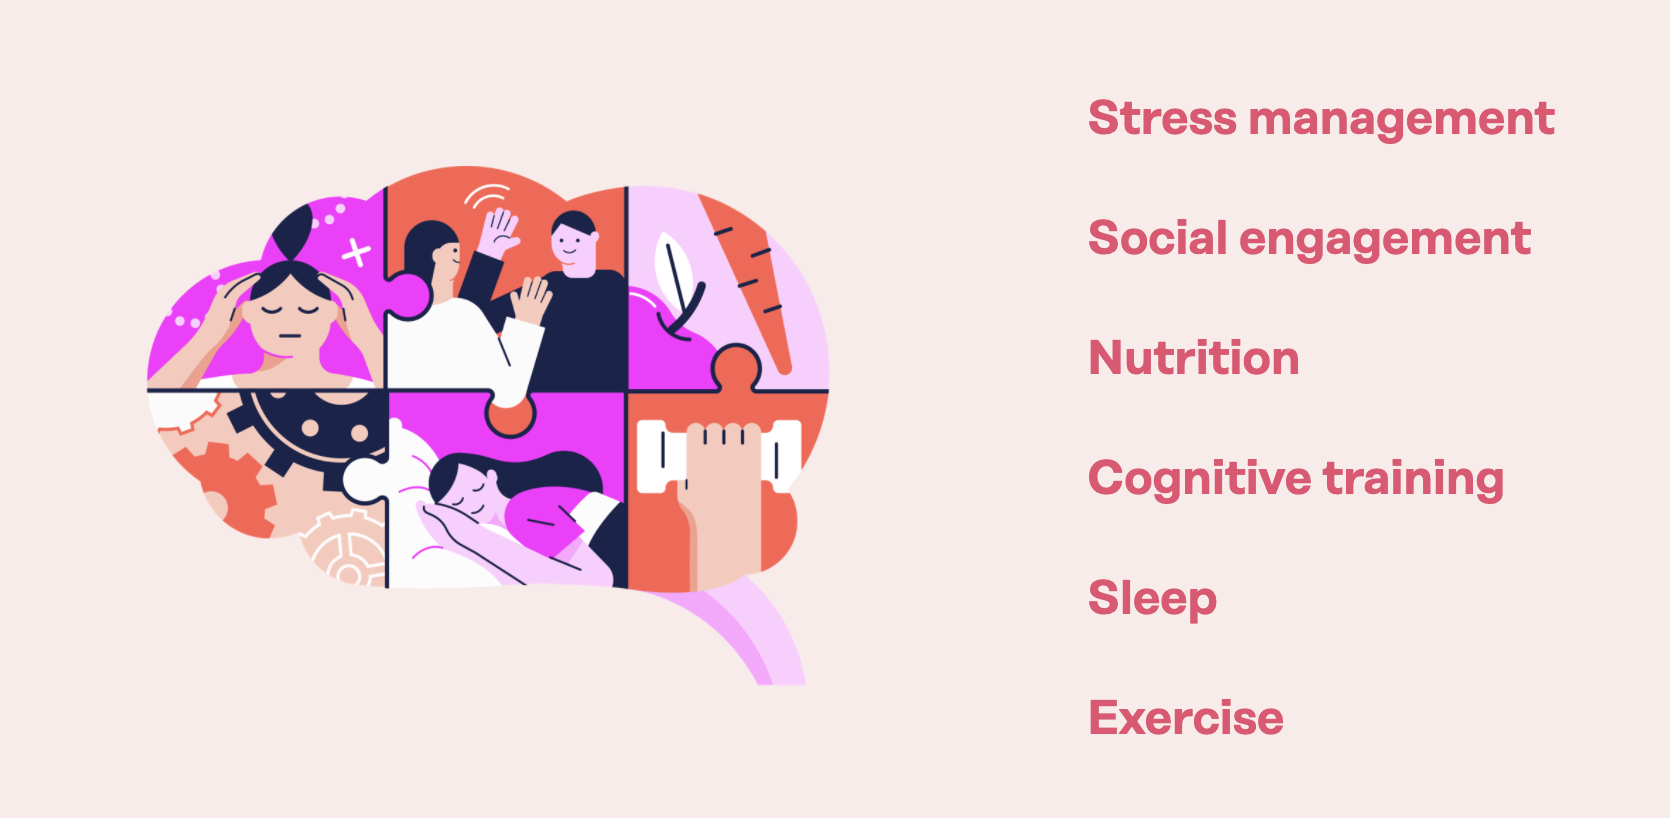 Stress management
Social engagement
Nutrition
Cognitive training
Sleep
Exercise